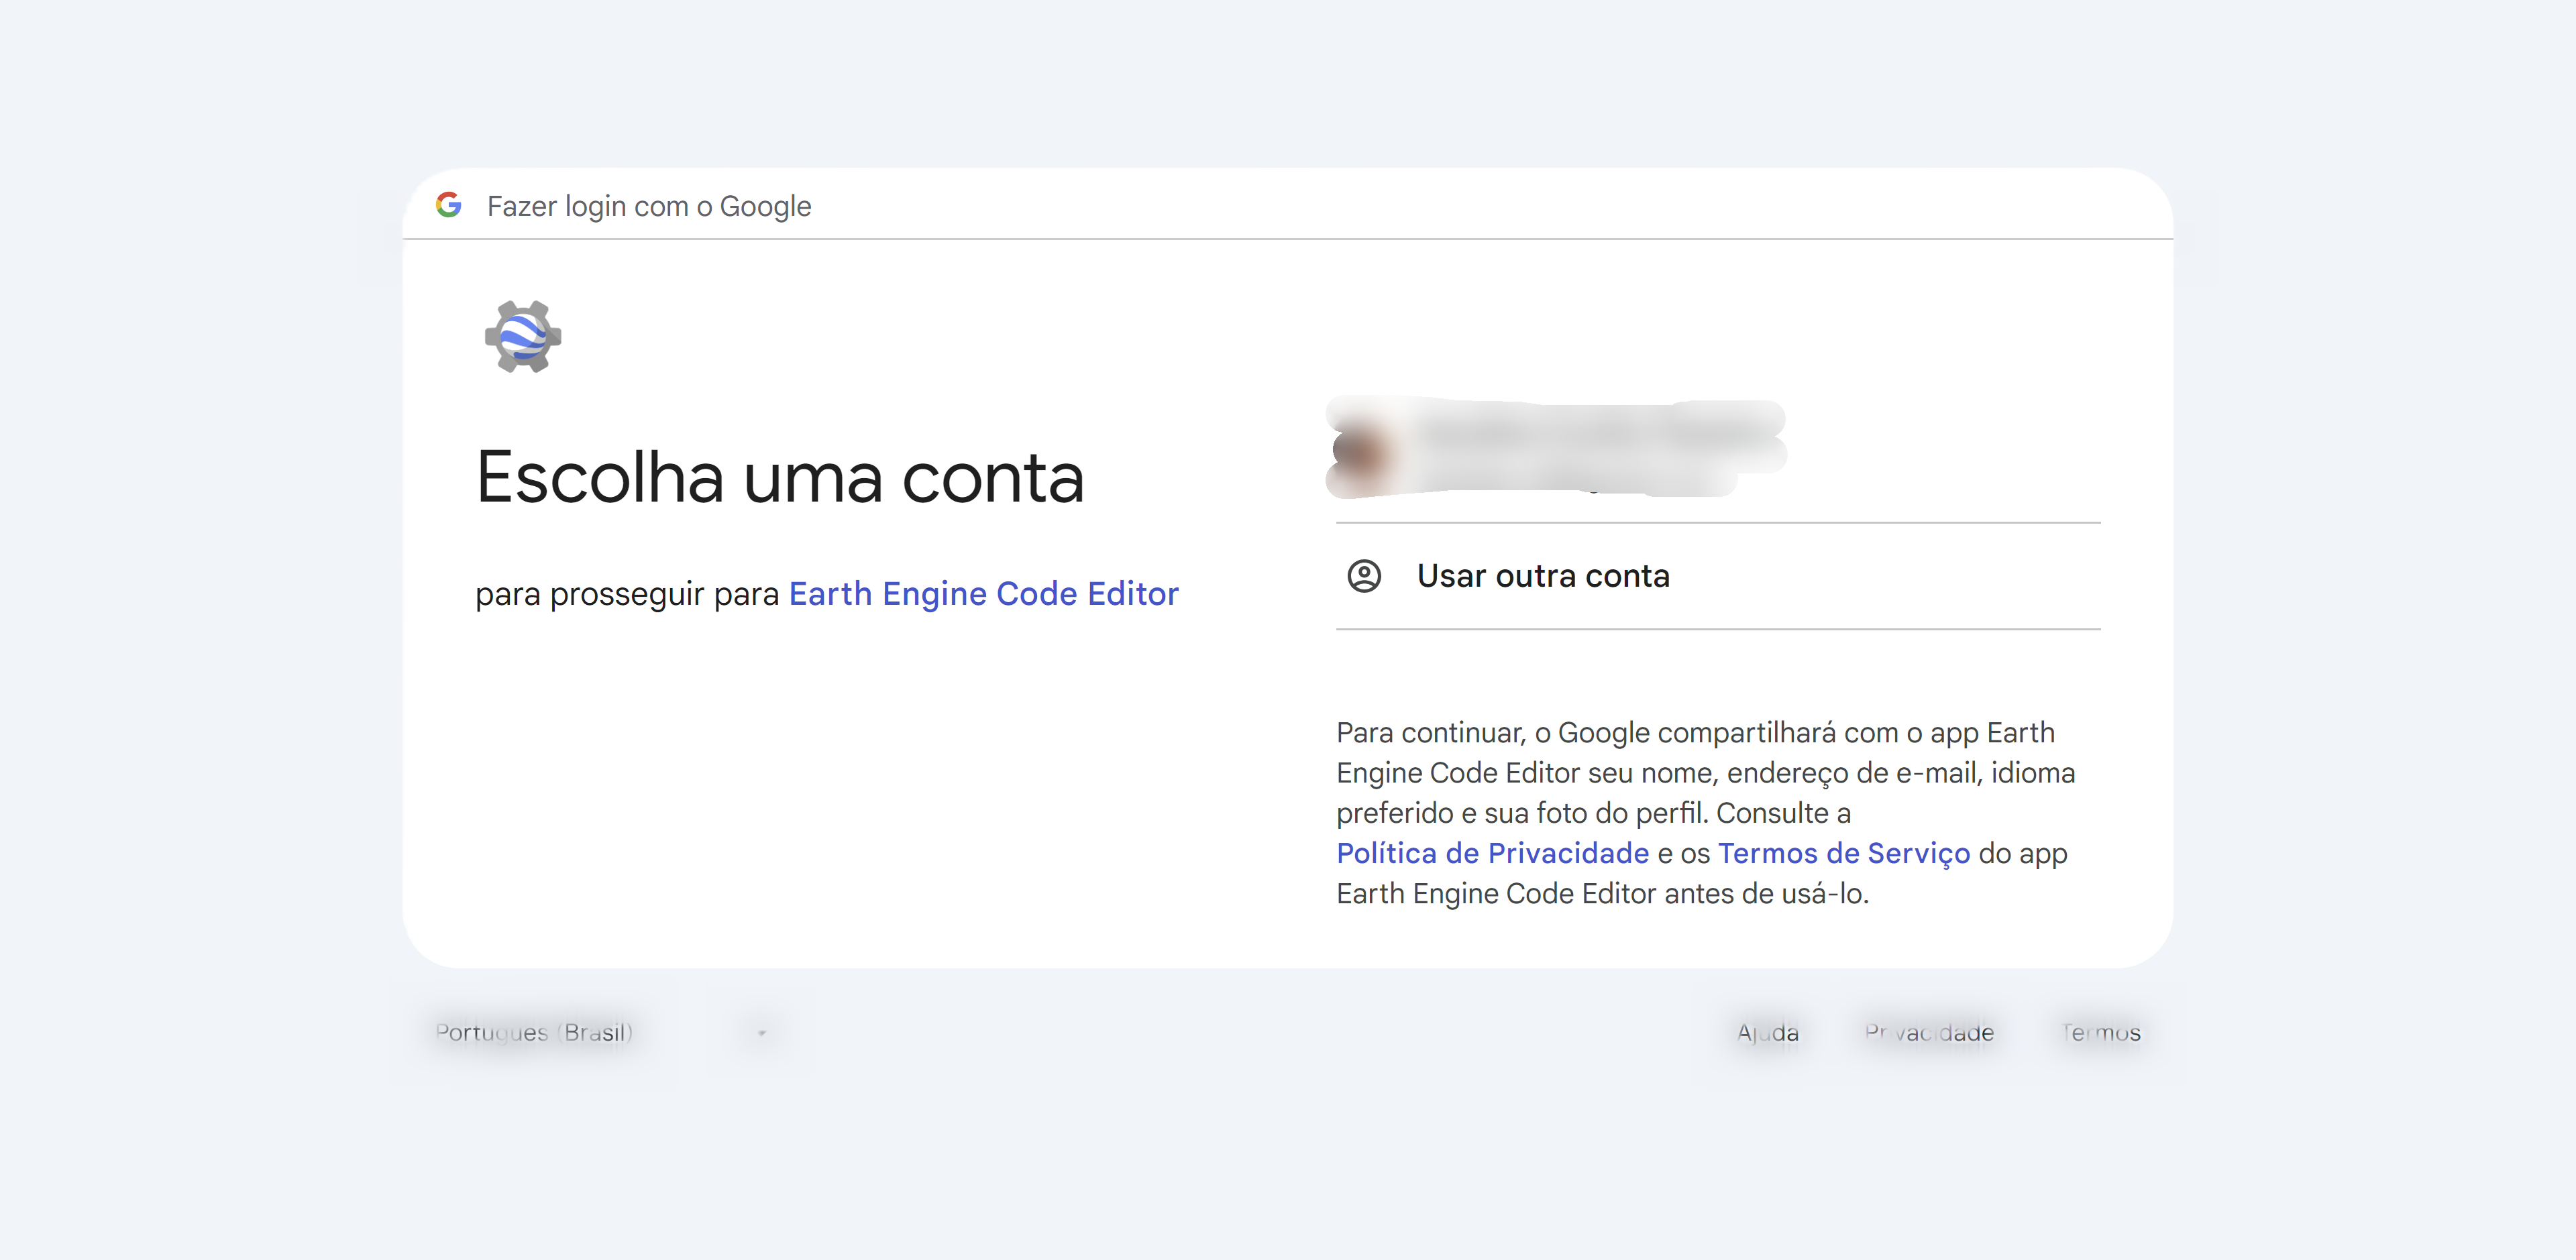 Fazer login com o Google
Escolha uma conta
para prosseguir para Earth Engine Code Editor
Usar outra conta
Para continuar, o Google compartilhará com o app Earth
Engine Code Editor seu nome, endereço de e-mail, idioma
preferido e sua foto do perfil. Consulte a
Política de Privacidade e os Termos de Serviço do app
Earth Engine Code Editor antes de usá-lo.
Português (Brasil)
Ajuda
Privacidade
Termos